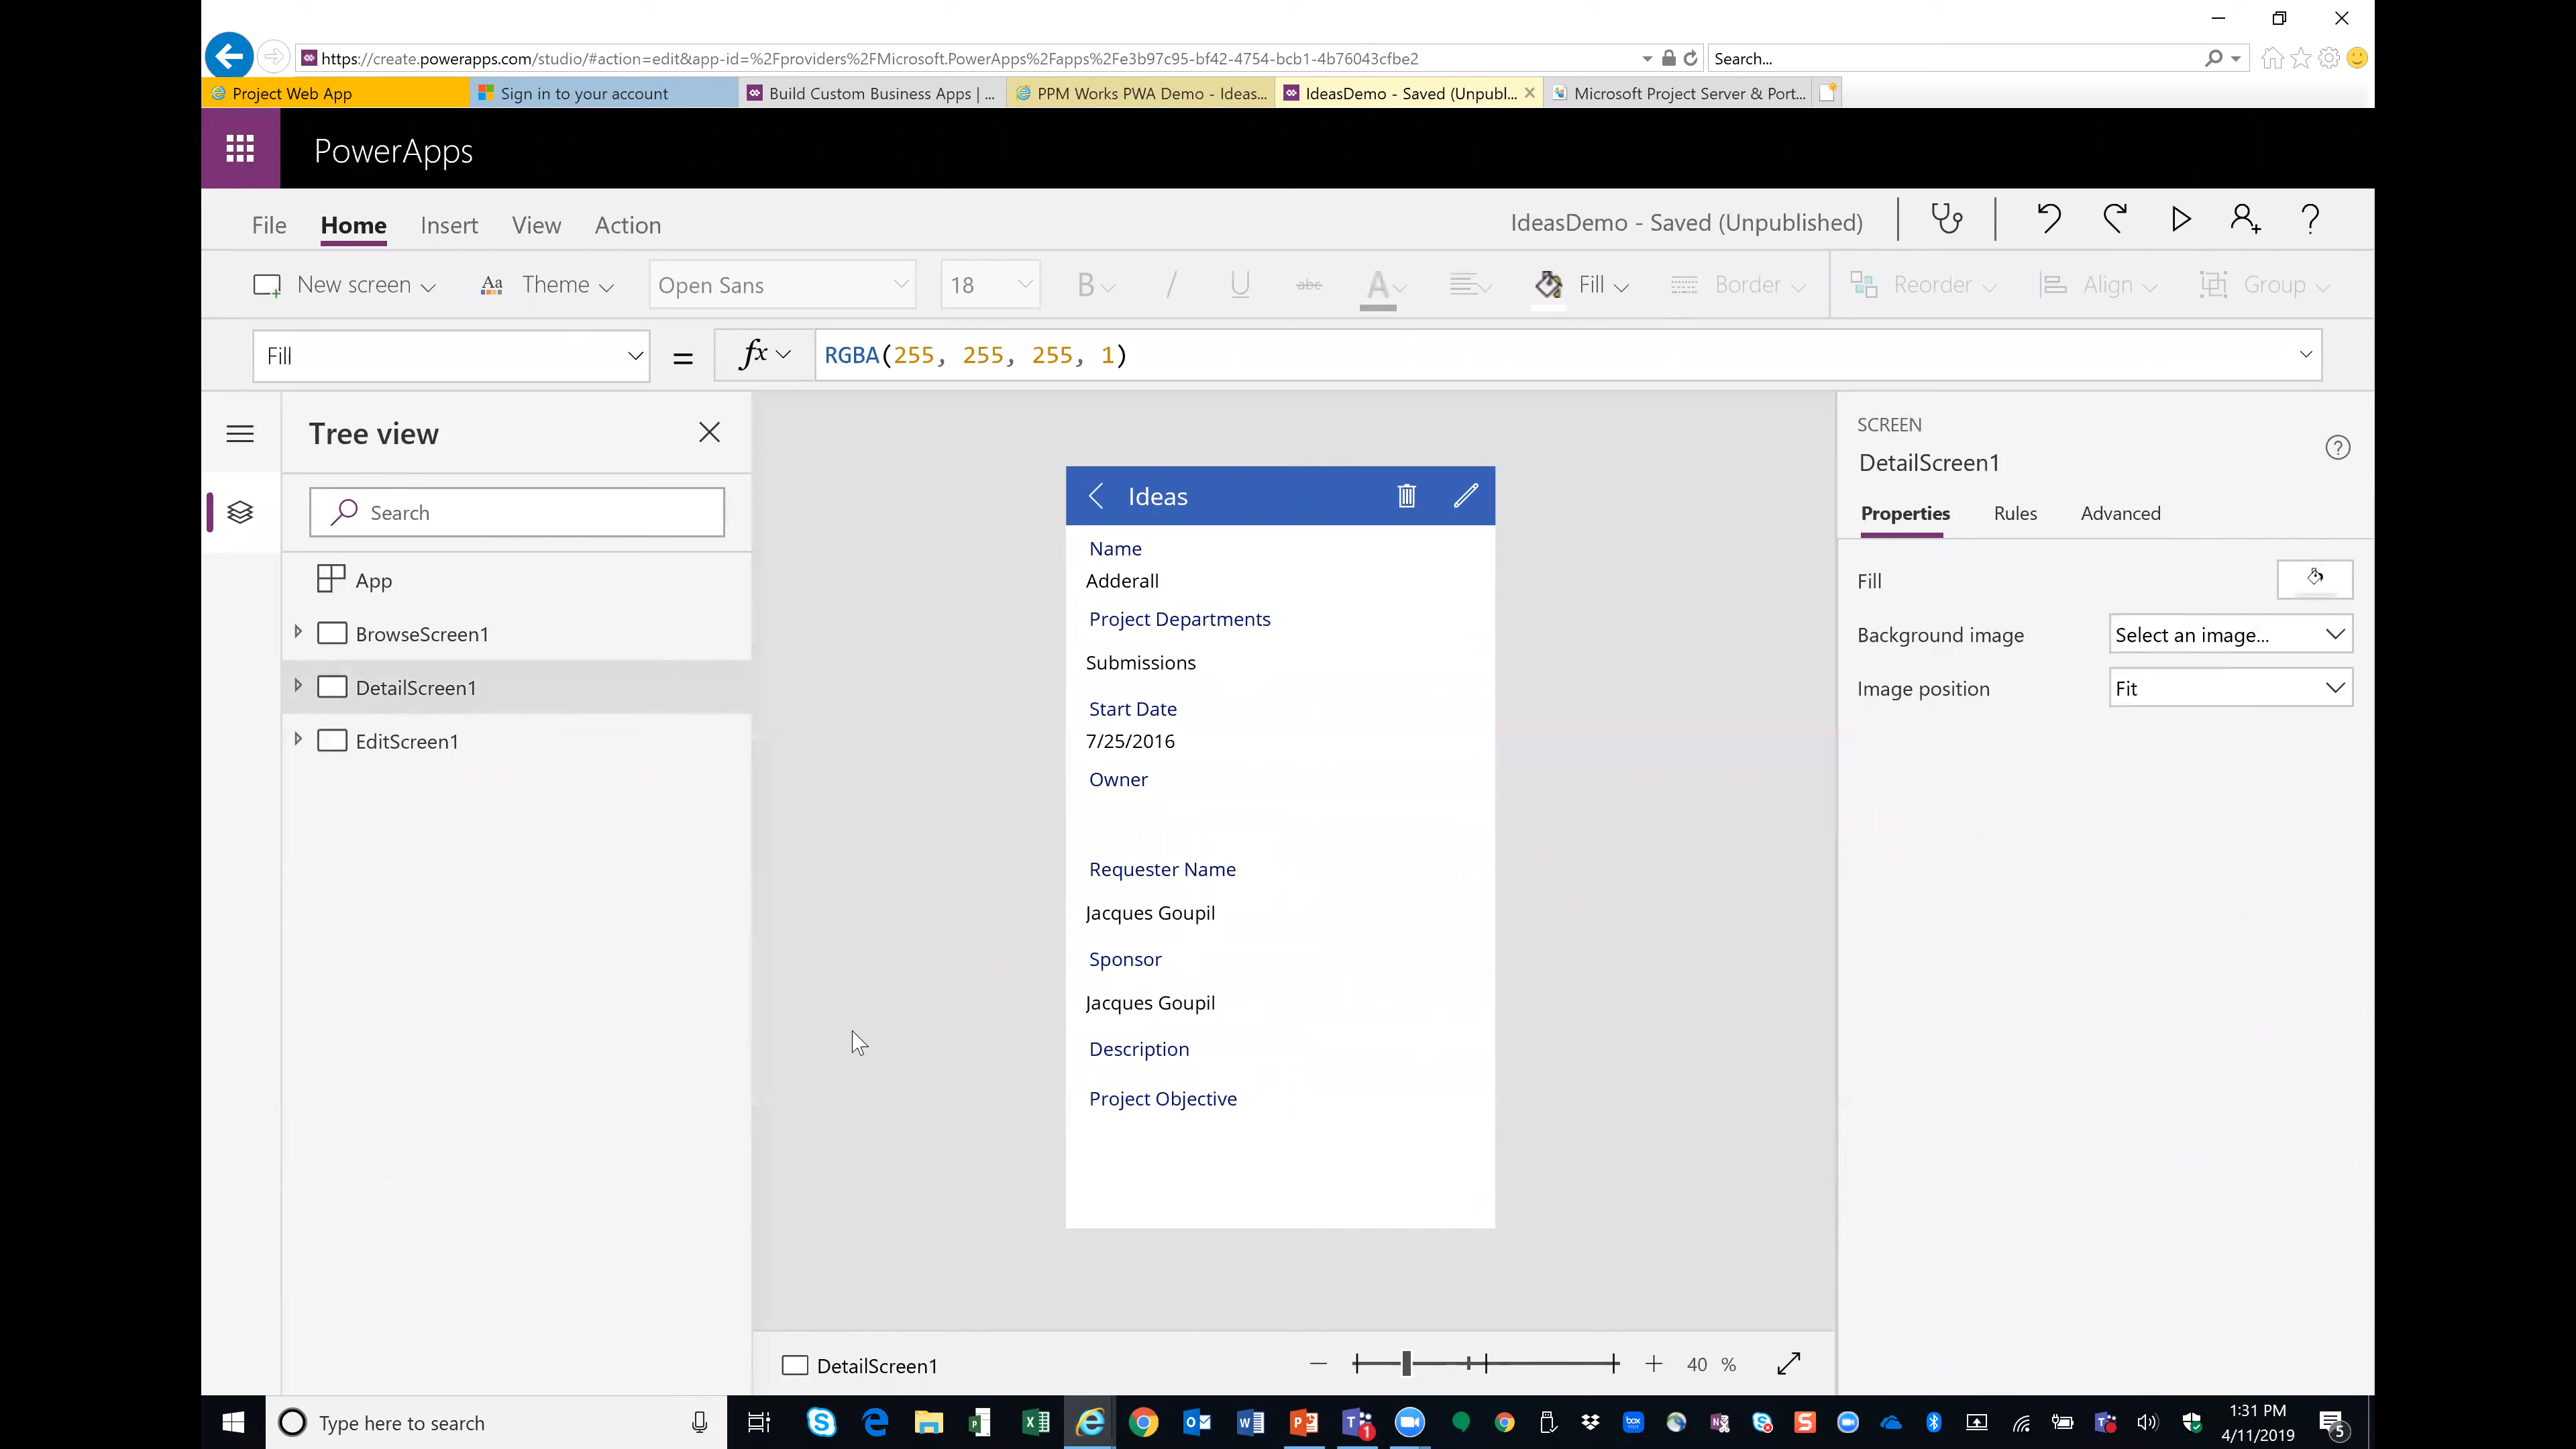 https://create.powerapps.com/studio/#action=edit&app-id=%2Fproviders%2FMicrosoft.PowerApps%2Fapps%2Fe3b97c95-bf42-4754-bcb1-4b76043cfbe2
Search...
Project Web App
Sign in to your account
Build Custom Business Apps | ...
PPM Works PWA Demo - Ideas...
IdeasDemo - Saved (Unpubl...
Microsoft Project Server & Port...
PowerApps
File Home Insert View Action
IdeasDemo - Saved (Unpublished)
New screen
Aa Theme
Open Sans
18
B / U abc A
Fill
Border
Reorder
Align
Group
Fill
= fx
RGBA(255, 255, 255, 1)
Tree view
Search
App
BrowseScreen1
DetailScreen1
EditScreen1
Ideas
Name
Adderall
Project Departments
Submissions
Start Date
7/25/2016
Owner
Requester Name
Jacques Goupil
Sponsor
Jacques Goupil
Description
Project Objective
SCREEN
DetailScreen1
Properties Rules Advanced
Fill
Background image
Select an image...
Image position
Fit
DetailScreen1
40 %
Type here to search
1:31 PM
4/11/2019
5